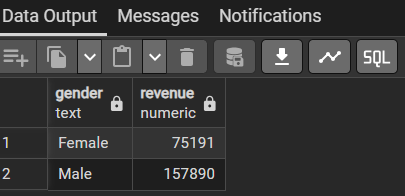 Data Output Messages Notifications
SQL
gender revenue
text numeric
1 Female 75191
2 Male 157890